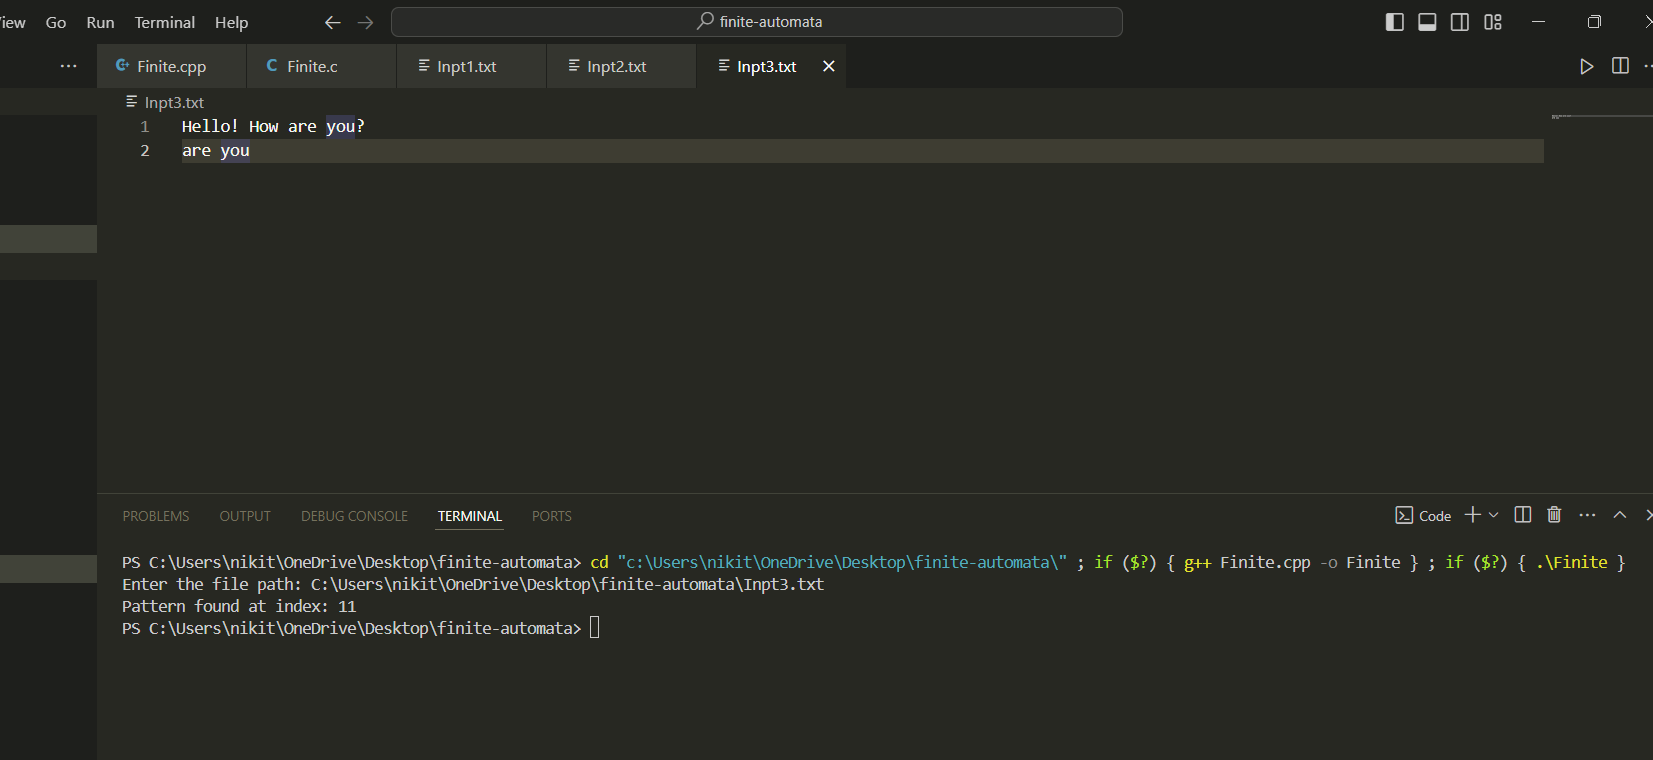 iew Go Run Terminal Help finite-automata
Finite.cpp Finite.c Inpt1.txt Inpt2.txt Inpt3.txt
Inpt3.txt
1 Hello! How are you?
2 are you
PROBLEMS OUTPUT DEBUG CONSOLE TERMINAL PORTS Code
PS C:\Users\nikit\OneDrive\Desktop\finite-automata> cd "c:\Users\nikit\OneDrive\Desktop\finite-automata\" ; if ($?) { g++ Finite.cpp -o Finite } ; if ($?) { .\Finite }
Enter the file path: C:\Users\nikit\OneDrive\Desktop\finite-automata\Inpt3.txt
Pattern found at index: 11
PS C:\Users\nikit\OneDrive\Desktop\finite-automata>